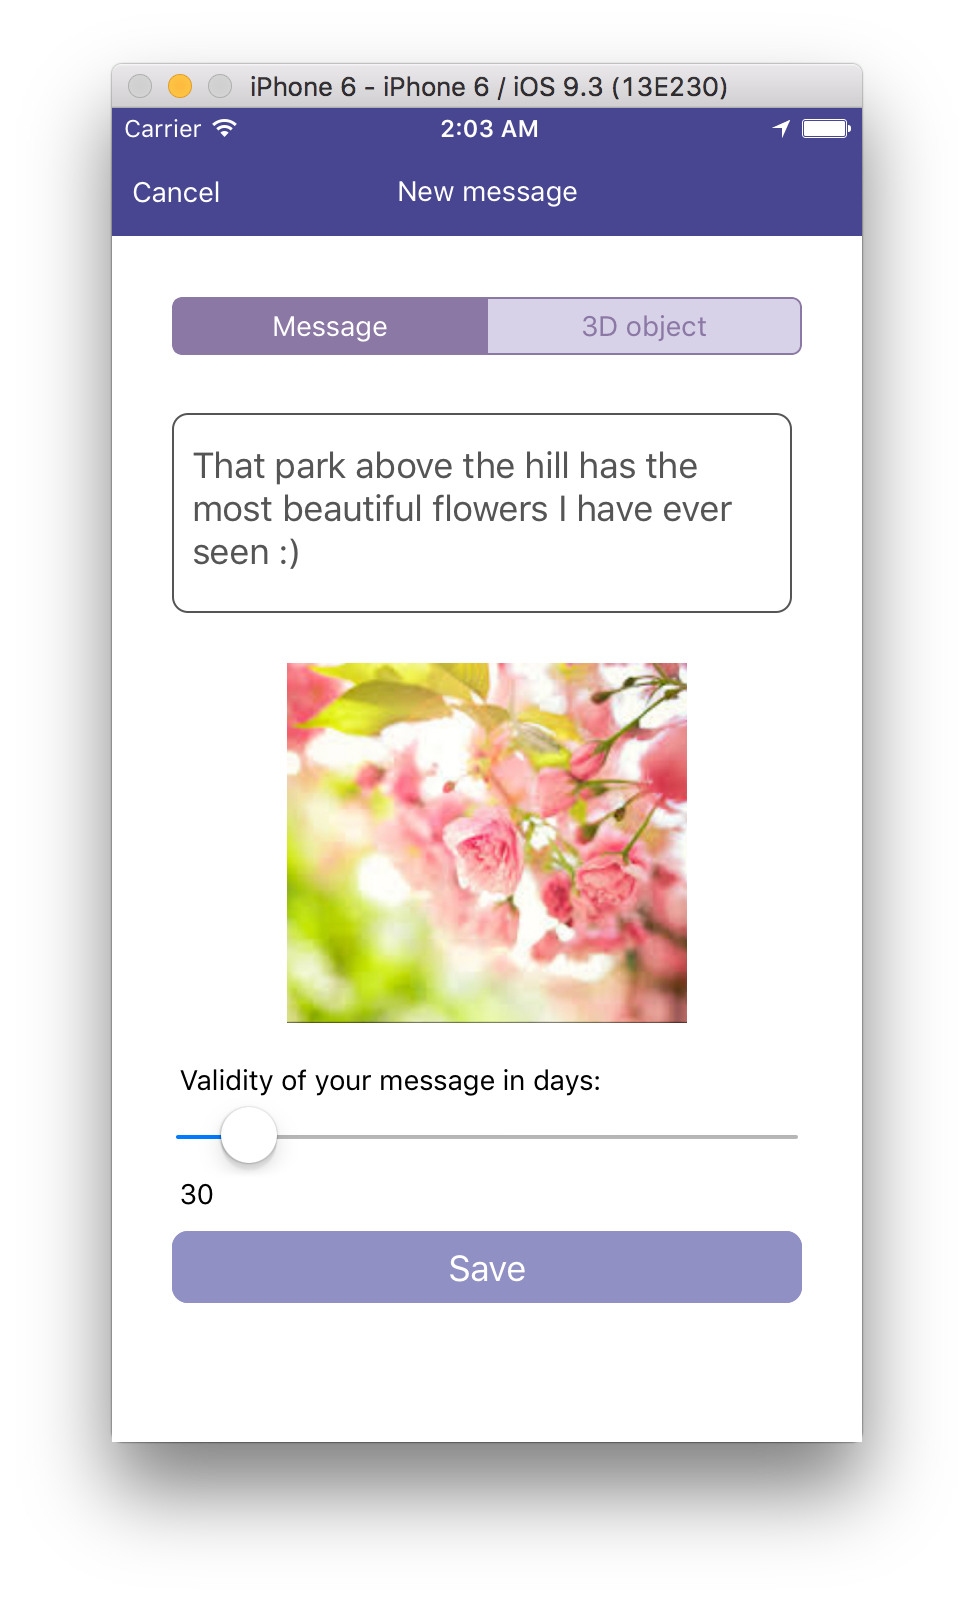 iPhone 6 - iPhone 6 / iOS 9.3 (13E230)
Carrier 2:03 AM
Cancel New message
Message 3D object
That park above the hill has the
most beautiful flowers I have ever
seen :)
Validity of your message in days:
30
Save